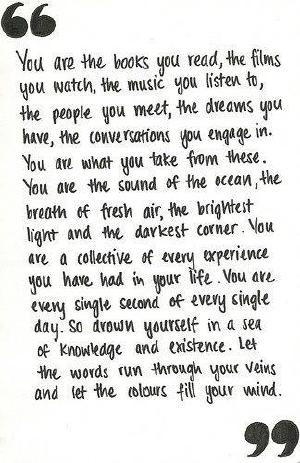 “
You are the books you read, the films
you watch, the music you listen to,
the people you meet, the dreams you
have, the conversations you engage in.
You are what you take from these.
You are the sound of the ocean, the
breath of fresh air, the brightest
light and the darkest corner. You
are a collective of every experience
you have had in your life. You are
every single second of every single
day. So drown yourself in a sea
of knowledge and existence. Let
the words run through your veins
and let the colours fill your mind.
”